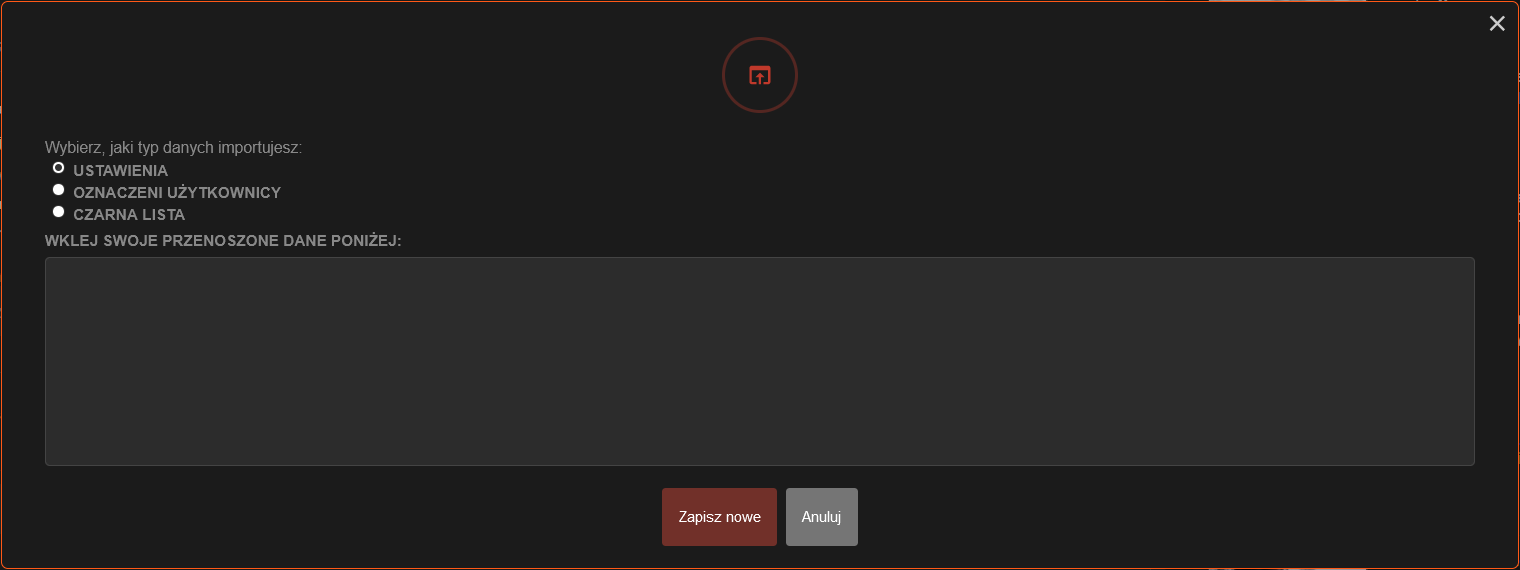 Wybierz, jaki typ danych importujesz:
USTAWIENIA
OZNACZENI UŻYTKOWNICY
CZARNA LISTA
WKLEJ SWOJE PRZENOSZONE DANE PONIŻEJ:
Zapisz nowe
Anuluj